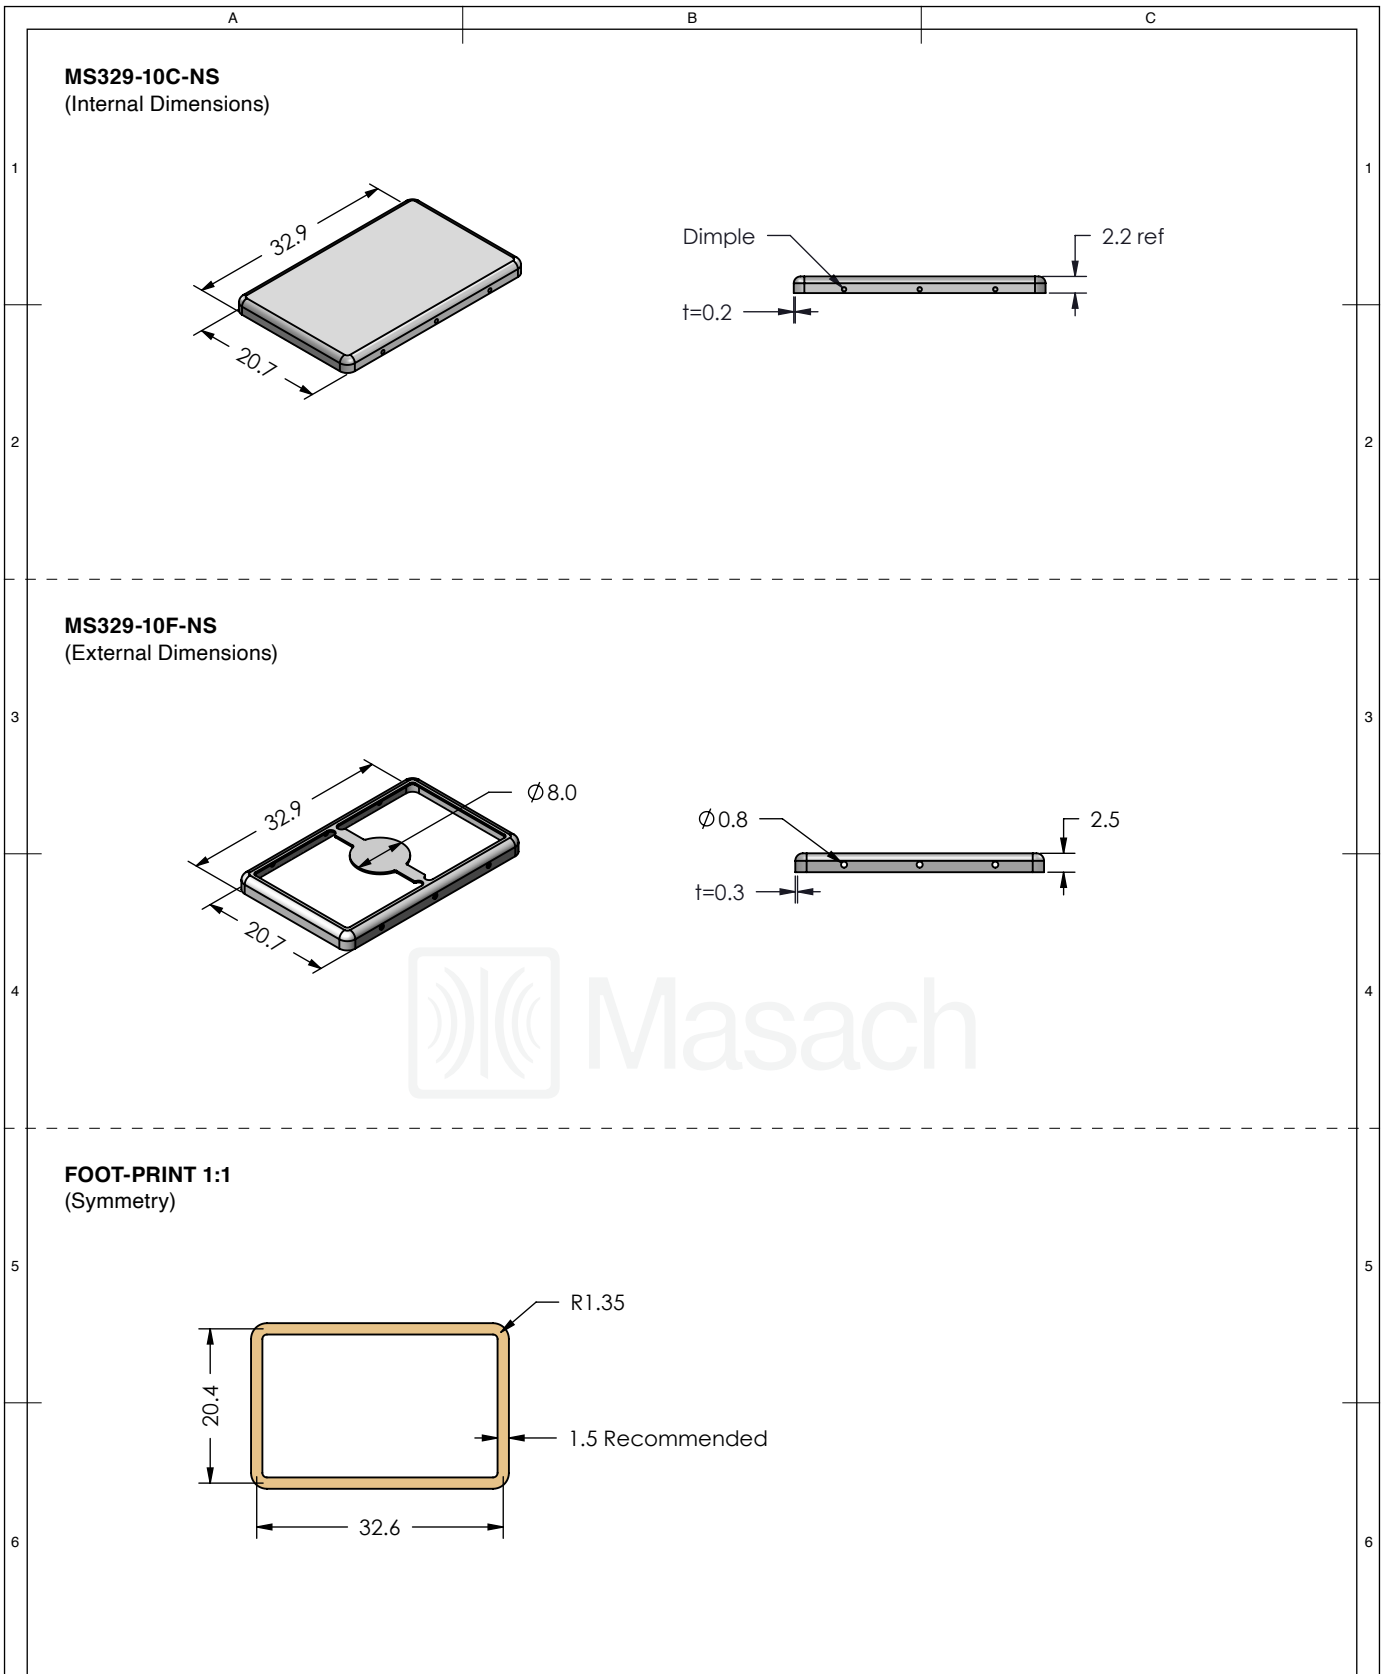 A B C
MS329-10C-NS
(Internal Dimensions)
1 1
32.9
20.7
Dimple
2.2 ref
t=0.2
2 2
MS329-10F-NS
(External Dimensions)
3 3
32.9
Ø8.0
20.7
Ø0.8
2.5
t=0.3
Masach
4 4
FOOT-PRINT 1:1
(Symmetry)
5 5
R1.35
20.4
1.5 Recommended
32.6
6 6